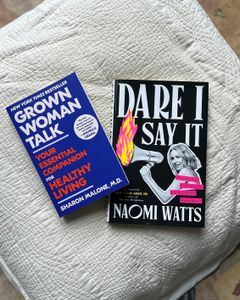 NEW YORK TIMES BESTSELLER
GROWN
WOMAN
TALK
YOUR
ESSENTIAL
COMPANION
FOR
HEALTHY
LIVING
SHARON MALONE, M.D.
DARE I
SAY IT
NAOMI WATTS